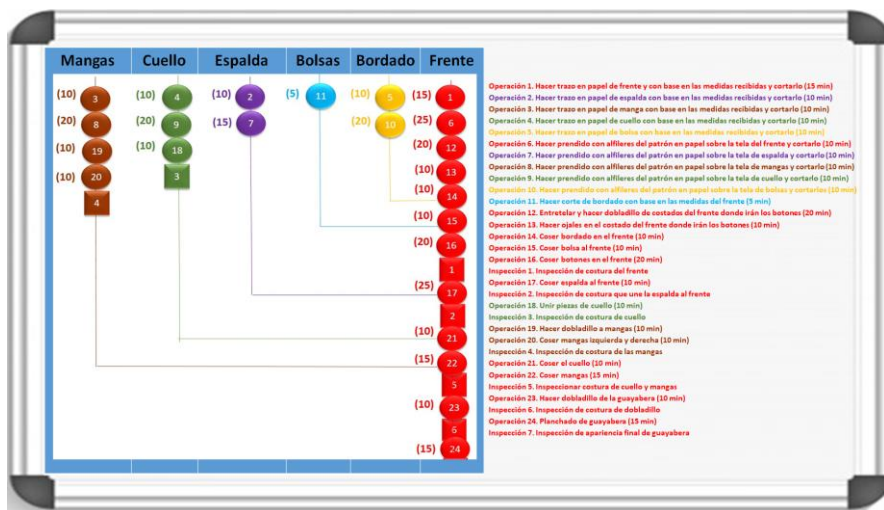 Mangas Cuello Espalda Bolsas Bordado Frente
(10) 3 (10) 4 (10) 2 (5) 11 (10) 5 (15) 1
(20) 8 (20) 9 (15) 7 (20) 10 (25) 6
(10) 19 (10) 18 (20) 12
(10) 20 3 (10) 13
4 (10) 14
(10) 15
(20) 16
1
(25) 17
2
(10) 21
(15) 22
5
(10) 23
6
(15) 24
Operación 1. Hacer trazo en papel de frente y con base en las medidas recibidas y cortarlo (15 min)
Operación 2. Hacer trazo en papel de espalda con base en las medidas recibidas y cortarlo (10 min)
Operación 3. Hacer trazo en papel de manga con base en las medidas recibidas y cortarlo (10 min)
Operación 4. Hacer trazo en papel de cuello con base en las medidas recibidas y cortarlo (10 min)
Operación 5. Hacer trazo en papel de bolsa con base en las medidas recibidas y cortarlo (10 min)
Operación 6. Hacer prendido con alfileres del patrón en papel sobre la tela del frente y cortarlo (10 min)
Operación 7. Hacer prendido con alfileres del patrón en papel sobre la tela de espalda y cortarlo (10 min)
Operación 8. Hacer prendido con alfileres del patrón en papel sobre la tela de mangas y cortarlo (10 min)
Operación 9. Hacer prendido con alfileres del patrón en papel sobre la tela de cuello y cortarlo (10 min)
Operación 10. Hacer prendido con alfileres del patrón en papel sobre la tela de bolsas y cortarlas (10 min)
Operación 11. Hacer corte de bordado con base en las medidas del frente (5 min)
Operación 12. Entretelar y hacer dobladillo de costados del frente donde irán los botones (20 min)
Operación 13. Hacer ojales en el costado del frente donde irán los botones (10 min)
Operación 14. Coser bordado en el frente (10 min)
Operación 15. Coser bolsa al frente (10 min)
Operación 16. Coser botones en el frente (20 min)
Inspección 1. Inspección de costura del frente
Operación 17. Coser espalda al frente (10 min)
Inspección 2. Inspección de costura que une la espalda al frente
Operación 18. Unir piezas de cuello (10 min)
Inspección 3. Inspección de costura de cuello
Operación 19. Hacer dobladillo a mangas (10 min)
Operación 20. Coser mangas izquierda y derecha (10 min)
Inspección 4. Inspección de costura de las mangas
Operación 21. Coser el cuello (10 min)
Operación 22. Coser mangas (15 min)
Inspección 5. Inspeccionar costura de cuello y mangas
Operación 23. Hacer dobladillo de la guayabera (10 min)
Inspección 6. Inspección de costura de dobladillo
Operación 24. Planchado de guayabera (15 min)
Inspección 7. Inspección de apariencia final de guayabera